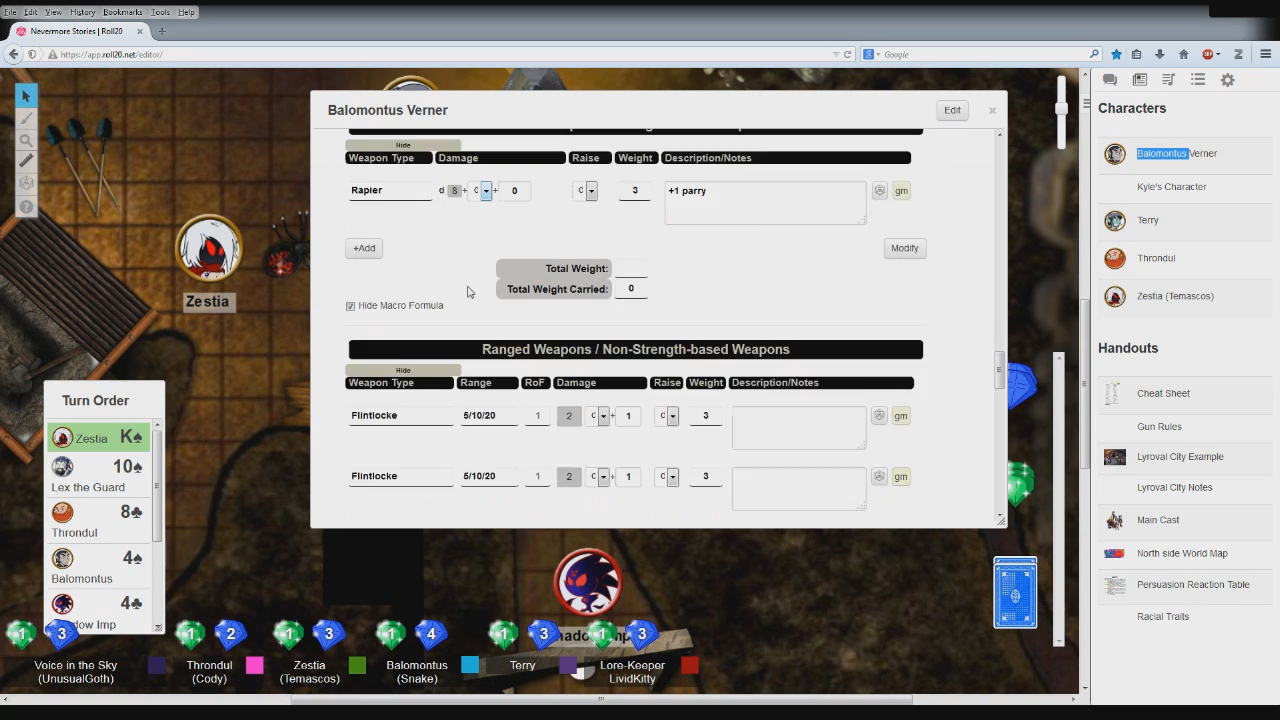 File Edit View History Bookmarks Tools Help
Nevermore Stories | Roll20
https://app.roll20.net/editor/
Google
Balomontus Verner
Edit
Hide
Weapon Type Damage Raise Weight Description/Notes
Rapier d 8 + + 0 3 +1 parry
gm
+Add
Modify
Total Weight:
Total Weight Carried: 0
Hide Macro Formula
Ranged Weapons / Non-Strength-based Weapons
Hide
Weapon Type Range RoF Damage Raise Weight Description/Notes
Flintlocke 5/10/20 1 2 + 1 3 gm
Flintlocke 5/10/20 1 2 + 1 3 gm
Zestia
Turn Order
Zestia K♠
Lex the Guard 10♠
Throndul 8♣
Balomontus 4♠
4♣
Characters
Balomontus Verner
Kyle's Character
Terry
Throndul
Zestia (Temascos)
Handouts
Cheat Sheet
Gun Rules
Lyroval City Example
Lyroval City Notes
Main Cast
North side World Map
Persuasion Reaction Table
Racial Traits
1 3 1 2 1 3 1 4 1 3 1 3
Voice in the Sky
(UnusualGoth)
Throndul
(Cody)
Zestia
(Temascos)
Balomontus
(Snake)
Terry
Lore-Keeper
LividKitty